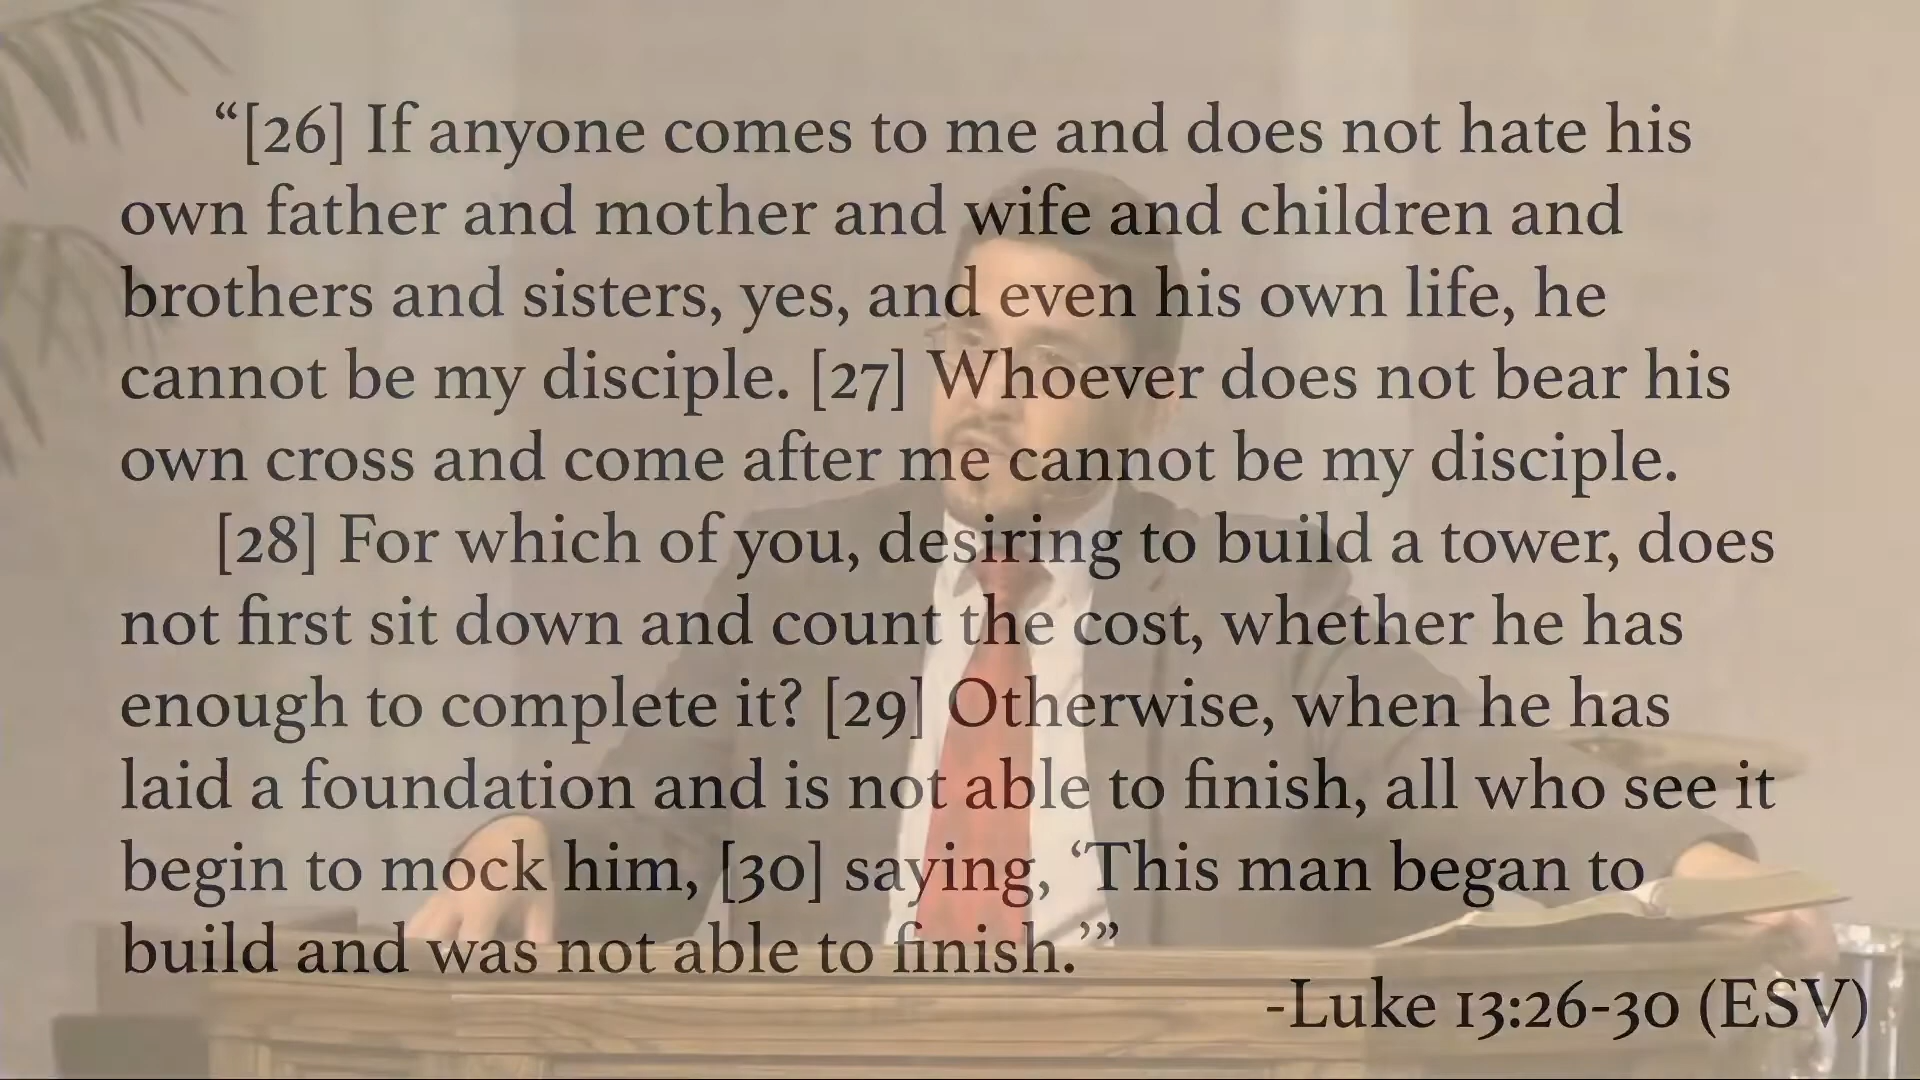 “[26] If anyone comes to me and does not hate his
own father and mother and wife and children and
brothers and sisters, yes, and even his own life, he
cannot be my disciple. [27] Whoever does not bear his
own cross and come after me cannot be my disciple.
[28] For which of you, desiring to build a tower, does
not first sit down and count the cost, whether he has
enough to complete it? [29] Otherwise, when he has
laid a foundation and is not able to finish, all who see it
begin to mock him, [30] saying, ‘This man began to
build and was not able to finish.’”
-Luke 13:26-30 (ESV)